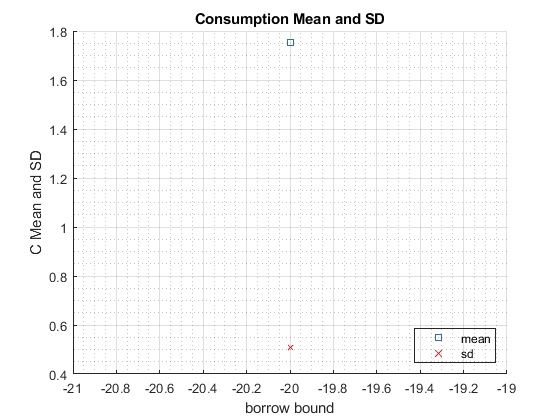 Consumption Mean and SD
1.8
1.6
1.4
1.2
1
0.8
0.6
0.4
C Mean and SD
mean
sd
-21 -20.8 -20.6 -20.4 -20.2 -20 -19.8 -19.6 -19.4 -19.2 -19
borrow bound